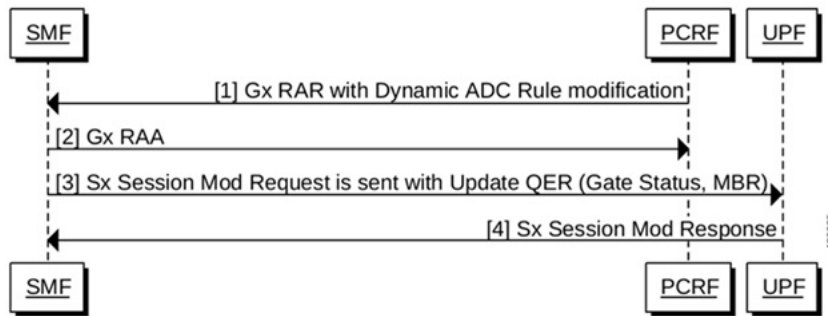 SMF
PCRF
UPF
[1] Gx RAR with Dynamic ADC Rule modification
[2] Gx RAA
[3] Sx Session Mod Request is sent with Update QER (Gate Status, MBR)
[4] Sx Session Mod Response
SMF
PCRF
UPF